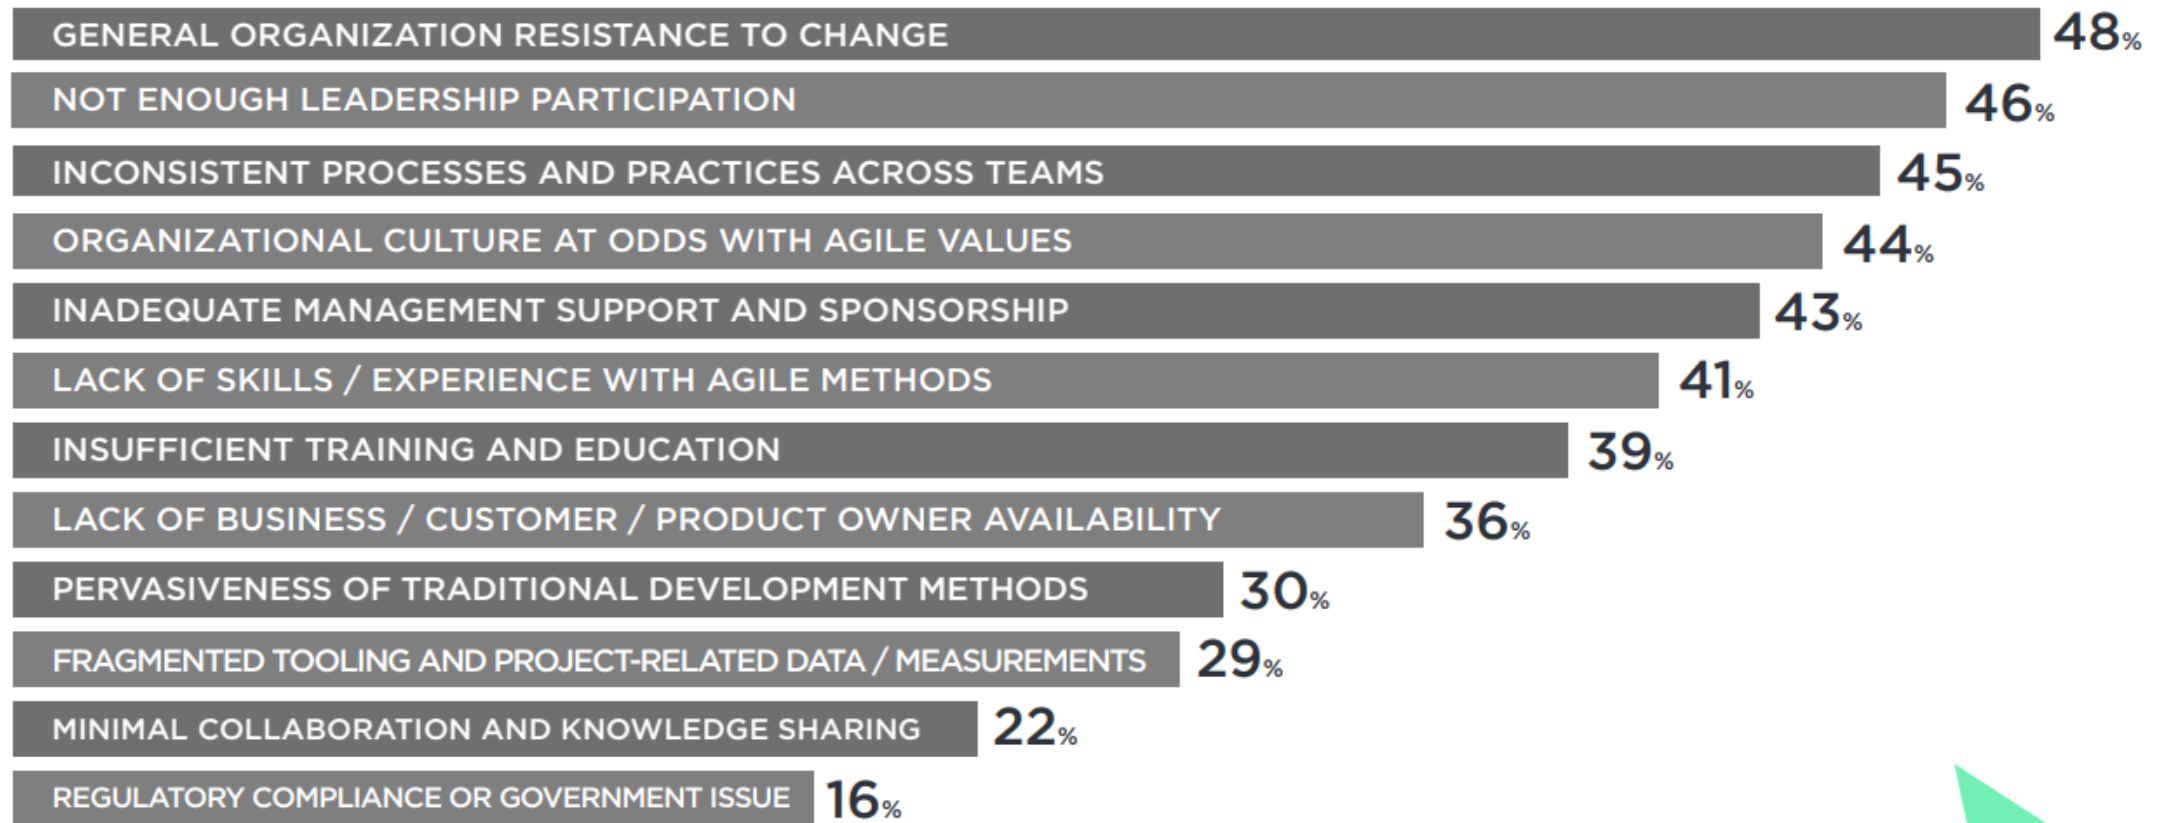 GENERAL ORGANIZATION RESISTANCE TO CHANGE 48%
NOT ENOUGH LEADERSHIP PARTICIPATION 46%
INCONSISTENT PROCESSES AND PRACTICES ACROSS TEAMS 45%
ORGANIZATIONAL CULTURE AT ODDS WITH AGILE VALUES 44%
INADEQUATE MANAGEMENT SUPPORT AND SPONSORSHIP 43%
LACK OF SKILLS / EXPERIENCE WITH AGILE METHODS 41%
INSUFFICIENT TRAINING AND EDUCATION 39%
LACK OF BUSINESS / CUSTOMER / PRODUCT OWNER AVAILABILITY 36%
PERVASIVENESS OF TRADITIONAL DEVELOPMENT METHODS 30%
FRAGMENTED TOOLING AND PROJECT-RELATED DATA / MEASUREMENTS 29%
MINIMAL COLLABORATION AND KNOWLEDGE SHARING 22%
REGULATORY COMPLIANCE OR GOVERNMENT ISSUE 16%